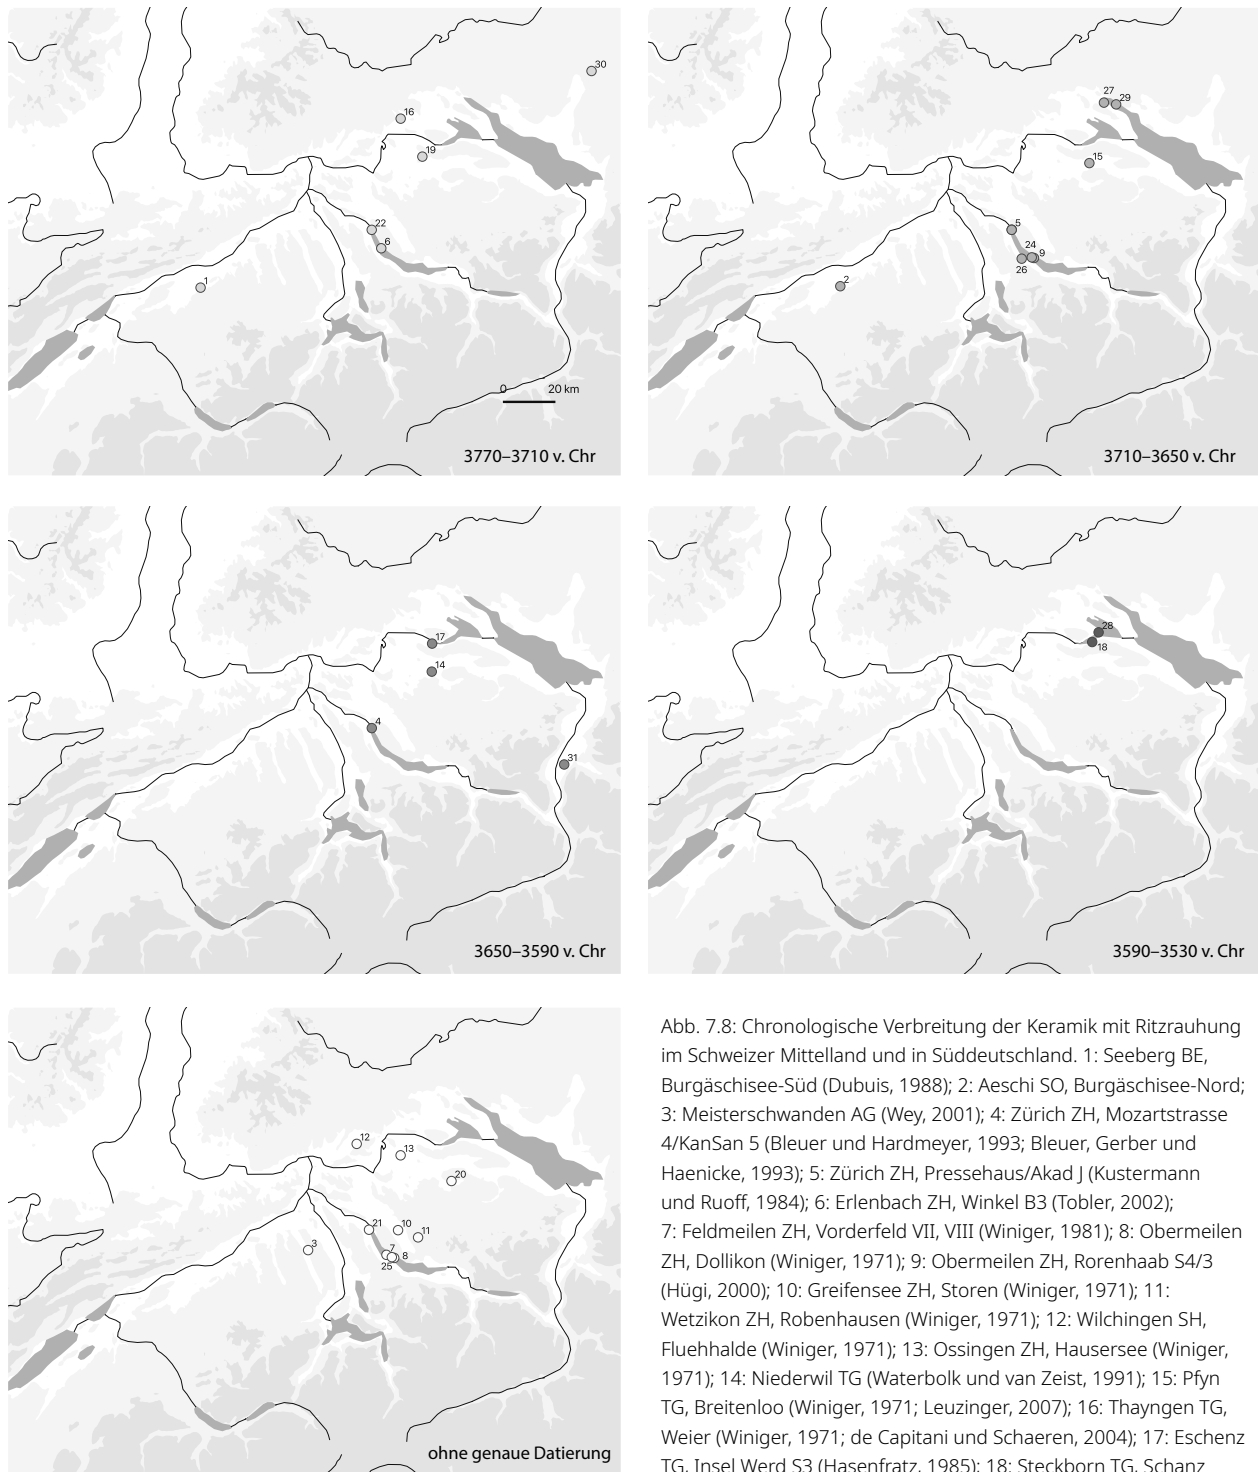 30
16
19
22
6
1
0 20 km
3770–3710 v. Chr
27
29
15
5
24
9
26
2
3710–3650 v. Chr
17
14
4
31
3650–3590 v. Chr
28
18
3590–3530 v. Chr
12
13
20
21
10
11
3
7
8
25
ohne genaue Datierung
Abb. 7.8: Chronologische Verbreitung der Keramik mit Ritzrauhung
im Schweizer Mittelland und in Süddeutschland. 1: Seeberg BE,
Burgäschisee-Süd (Dubuis, 1988); 2: Aeschi SO, Burgäschisee-Nord;
3: Meisterschwanden AG (Wey, 2001); 4: Zürich ZH, Mozartstrasse
4/KanSan 5 (Bleuer und Hardmeyer, 1993; Bleuer, Gerber und
Haenicke, 1993); 5: Zürich ZH, Pressehaus/Akad J (Kustermann
und Ruoff, 1984); 6: Erlenbach ZH, Winkel B3 (Tobler, 2002);
7: Feldmeilen ZH, Vorderfeld VII, VIII (Winiger, 1981); 8: Obermeilen
ZH, Dollikon (Winiger, 1971); 9: Obermeilen ZH, Rorenhaab S4/3
(Hügi, 2000); 10: Greifensee ZH, Storen (Winiger, 1971); 11:
Wetzikon ZH, Robenhausen (Winiger, 1971); 12: Wilchingen SH,
Fluehhalde (Winiger, 1971); 13: Ossingen ZH, Hausersee (Winiger,
1971); 14: Niederwil TG (Waterbolk und van Zeist, 1991); 15: Pfyn
TG, Breitenloo (Winiger, 1971; Leuzinger, 2007); 16: Thayngen TG,
Weier (Winiger, 1971; de Capitani und Schaeren, 2004); 17: Eschenz
TG, Insel Werd S3 (Hasenfratz, 1985); 18: Steckborn TG, Schanz